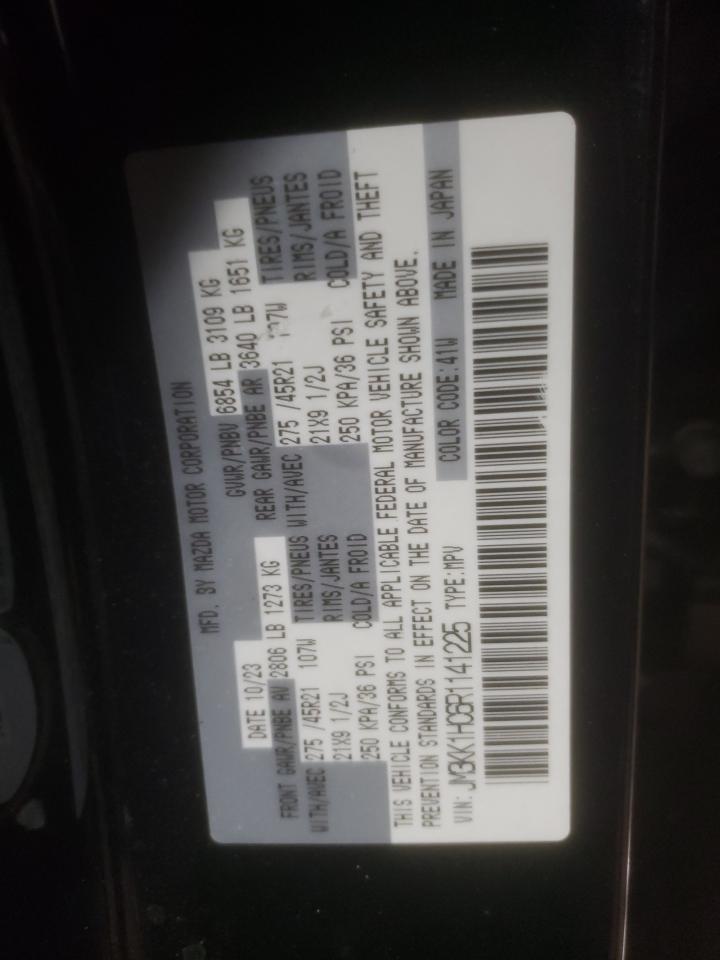 MFD. BY MAZDA MOTOR CORPORATION
DATE 10/23 GVWR/PNBV 6854 LB 3109 KG
FRONT GAWR/PNBE AV 2806 LB 1273 KG REAR GAWR/PNBE AR 3640 LB 1651 KG
WITH/AVEC 275 /45R21 107W TIRES/PNEUS WITH/AVEC 275 /45R21 107W TIRES/PNEUS
21X9 1/2J RIMS/JANTES 21X9 1/2J RIMS/JANTES
250 KPA/36 PSI COLD/A FROID 250 KPA/36 PSI COLD/A FROID
THIS VEHICLE CONFORMS TO ALL APPLICABLE FEDERAL MOTOR VEHICLE SAFETY AND THEFT
PREVENTION STANDARDS IN EFFECT ON THE DATE OF MANUFACTURE SHOWN ABOVE.
VIN: JM3KK1HC6R1141225 TYPE:MPV COLOR CODE:41W MADE IN JAPAN